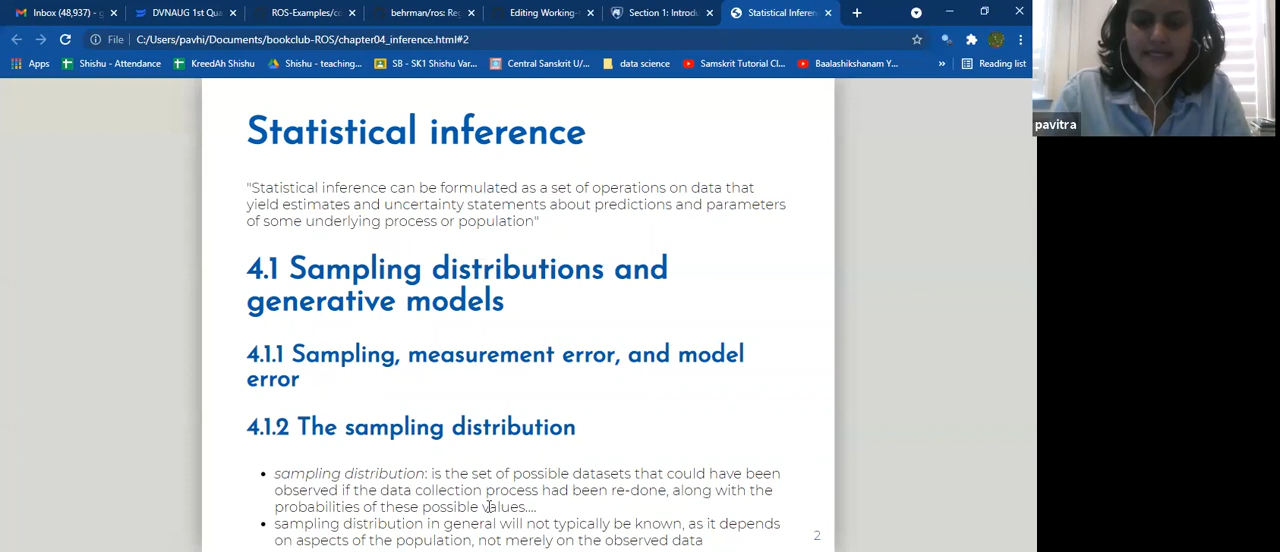 Inbox (48,937) -
DVNAUG 1st Qua
ROS-Examples/cc
behrman/ros: Re
Editing Working-
Section 1: Introdu
Statistical Inferen
File C:/Users/pavhi/Documents/bookclub-ROS/chapter04_inference.html#2
Apps Shishu - Attendance KreedAh Shishu Shishu - teaching... SB - SK1 Shishu Var... Central Sanskrit U/... data science Samskrit Tutorial Cl... Baalashikshanam Y... » Reading list
pavitra
Statistical inference
"Statistical inference can be formulated as a set of operations on data that
yield estimates and uncertainty statements about predictions and parameters
of some underlying process or population"
4.1 Sampling distributions and
generative models
4.1.1 Sampling, measurement error, and model
error
4.1.2 The sampling distribution
• sampling distribution: is the set of possible datasets that could have been
observed if the data collection process had been re-done, along with the
probabilities of these possible values....
• sampling distribution in general will not typically be known, as it depends
on aspects of the population, not merely on the observed data
2